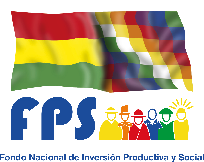 FPS
Fondo Nacional de Inversión Productiva y Social